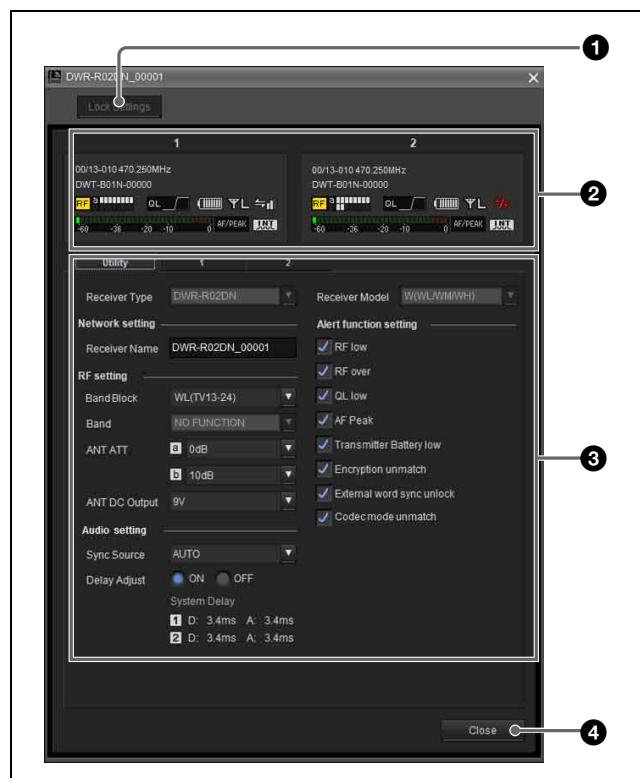 1
DWR-R02DN_00001
Lock Settings
1 2
00/13-010 470.250MHz 00/13-010 470.250MHz
DWT-B01N-00000 DWT-B01N-00000
2
RF a QL L RF a QL L
-60 -36 -20 -10 0 AF/PEAK INT -60 -36 -20 -10 0 AF/PEAK INT
Utility 1 2
Receiver Type DWR-R02DN Receiver Model W(WL/WM/WH)
Network setting Alert function setting
Receiver Name DWR-R02DN_00001 RF low
RF setting RF over
Band Block WL(TV13-24) QL low
Band NO FUNCTION AF Peak
ANT ATT a 0dB Transmitter Battery low
3
b 10dB Encryption unmatch
ANT DC Output 9V External word sync unlock
Audio setting Codec mode unmatch
Sync Source AUTO
Delay Adjust ON OFF
System Delay
1 D: 3.4ms A: 3.4ms
2 D: 3.4ms A: 3.4ms
Close 4